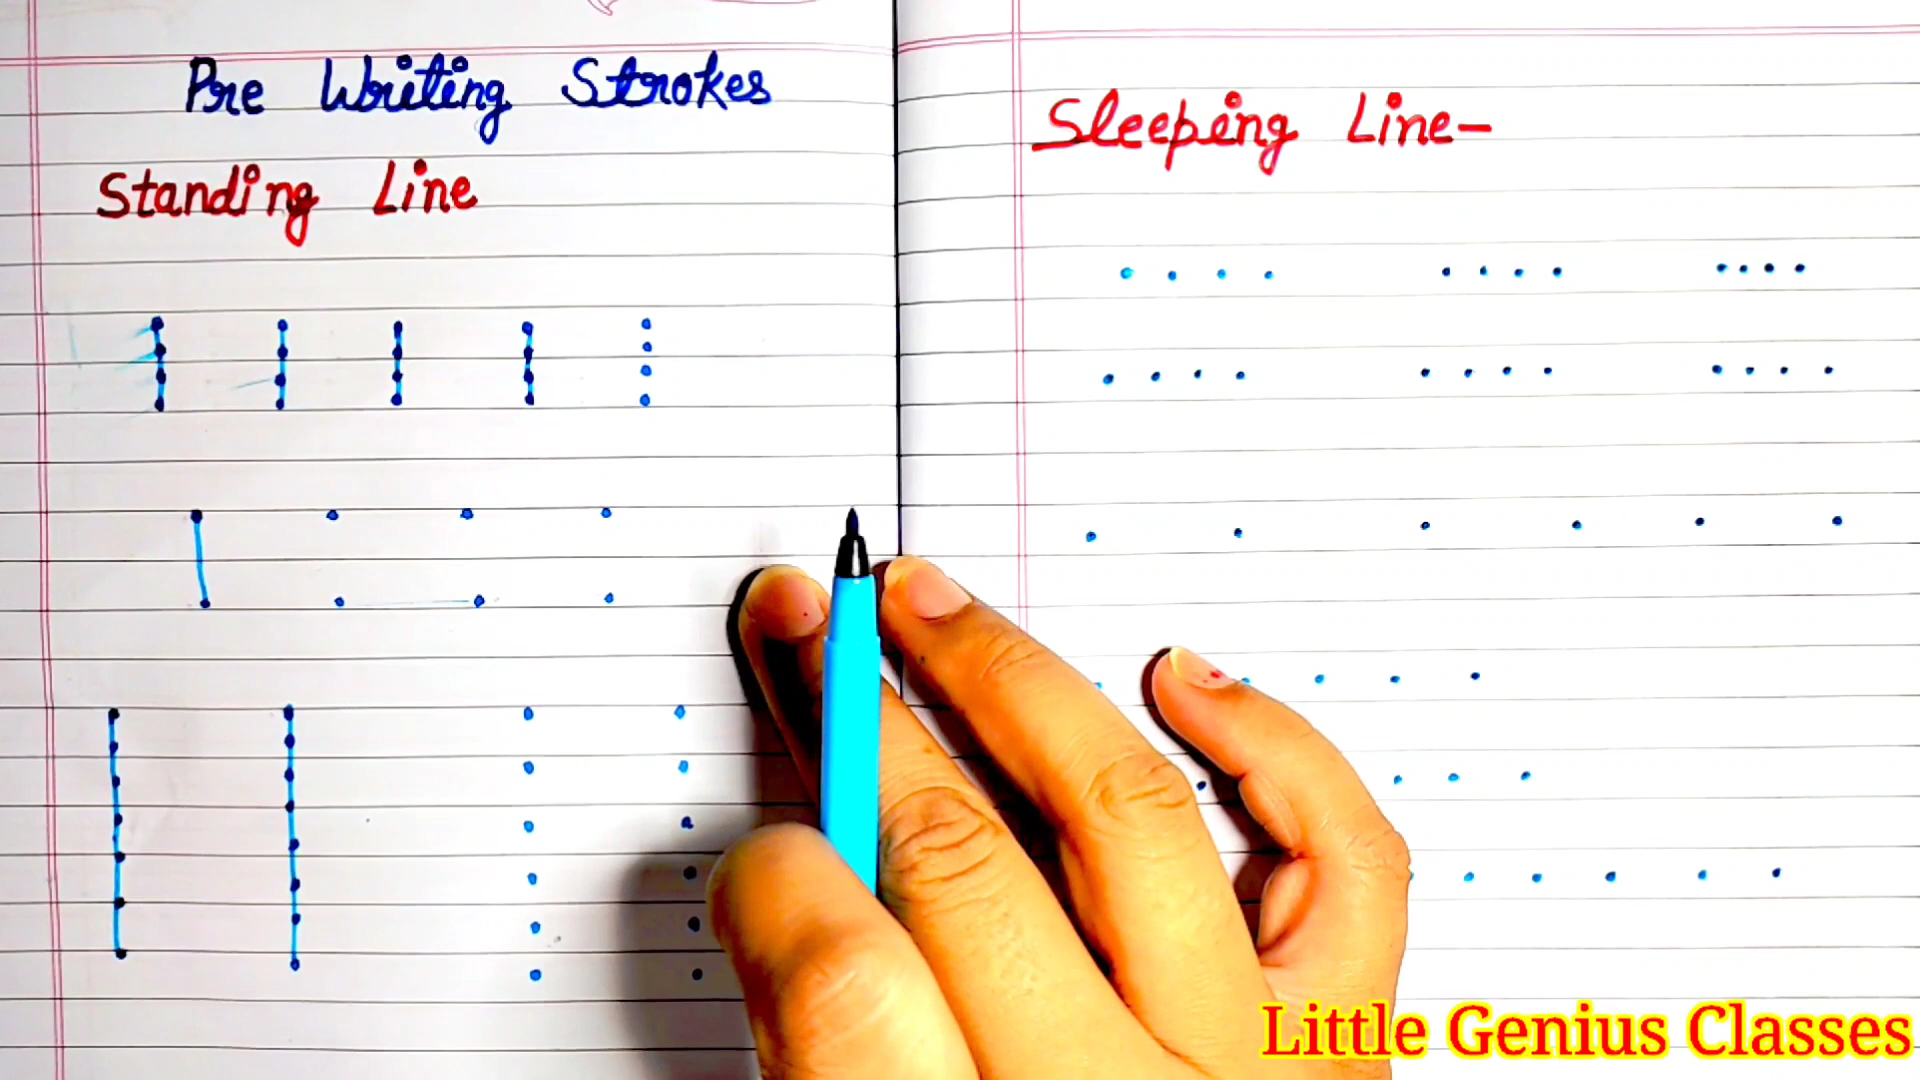 Pre Writing Strokes
Standing Line
Sleeping Line-
Little Genius Classes